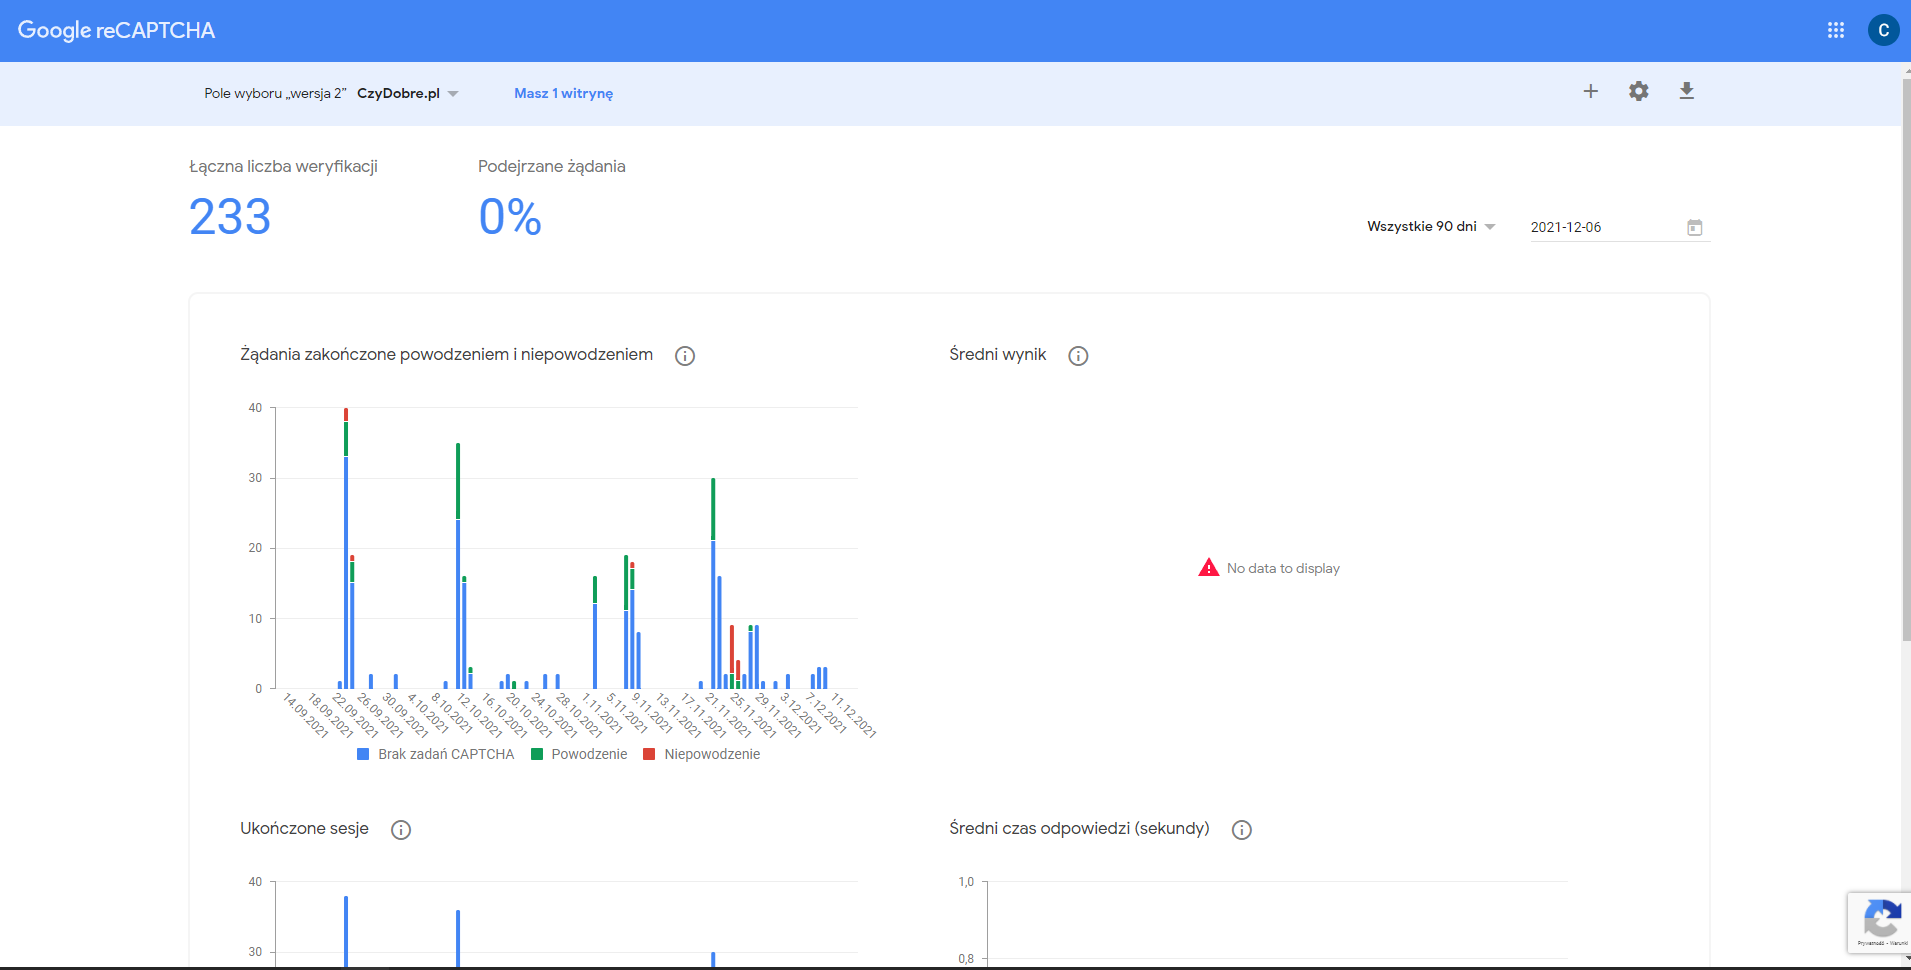 Google reCAPTCHA
C
Pole wyboru „wersja 2” CzyDobre.pl Masz 1 witrynę
Łączna liczba weryfikacji
Podejrzane żądania
233
0%
Wszystkie 90 dni
2021-12-06
Żądania zakończone powodzeniem i niepowodzeniem
Średni wynik
40
30
20
10
0
No data to display
14.09.2021
18.09.2021
22.09.2021
26.09.2021
30.09.2021
4.10.2021
8.10.2021
12.10.2021
16.10.2021
20.10.2021
24.10.2021
28.10.2021
1.11.2021
5.11.2021
9.11.2021
13.11.2021
17.11.2021
21.11.2021
25.11.2021
29.11.2021
3.12.2021
7.12.2021
11.12.2021
Brak zadań CAPTCHA Powodzenie Niepowodzenie
Ukończone sesje
Średni czas odpowiedzi (sekundy)
40
30
1,0
0,8
Prywatność - Warunki